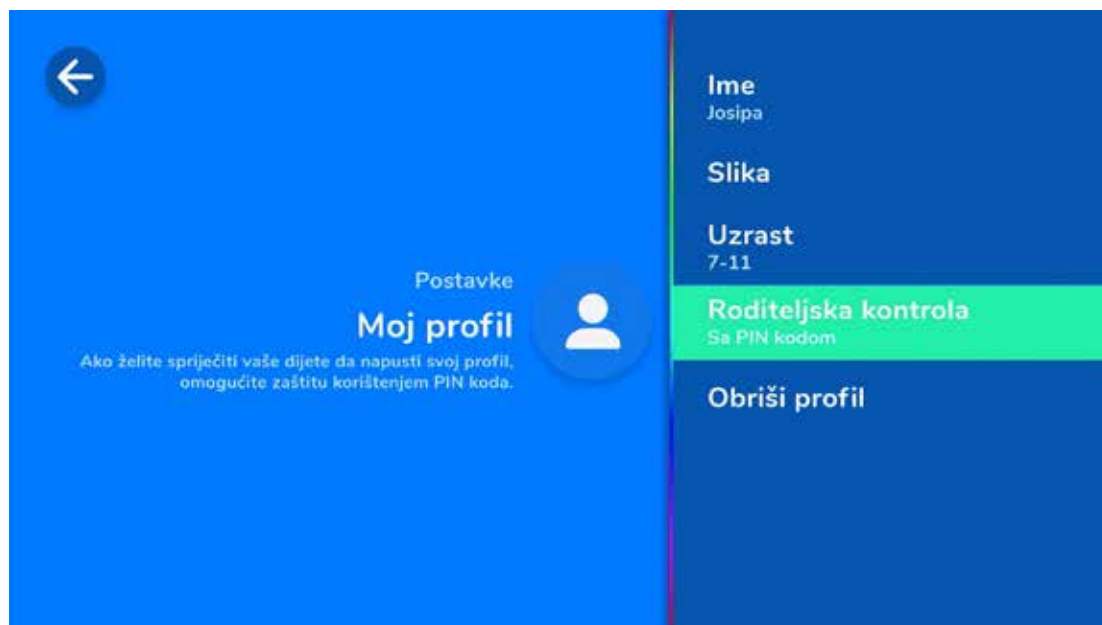 Postavke
Moj profil
Ako želite spriječiti vaše dijete da napusti svoj profil,
omogućite zaštitu korištenjem PIN koda.
Ime
Josipa
Slika
Uzrast
7-11
Roditeljska kontrola
Sa PIN kodom
Obriši profil